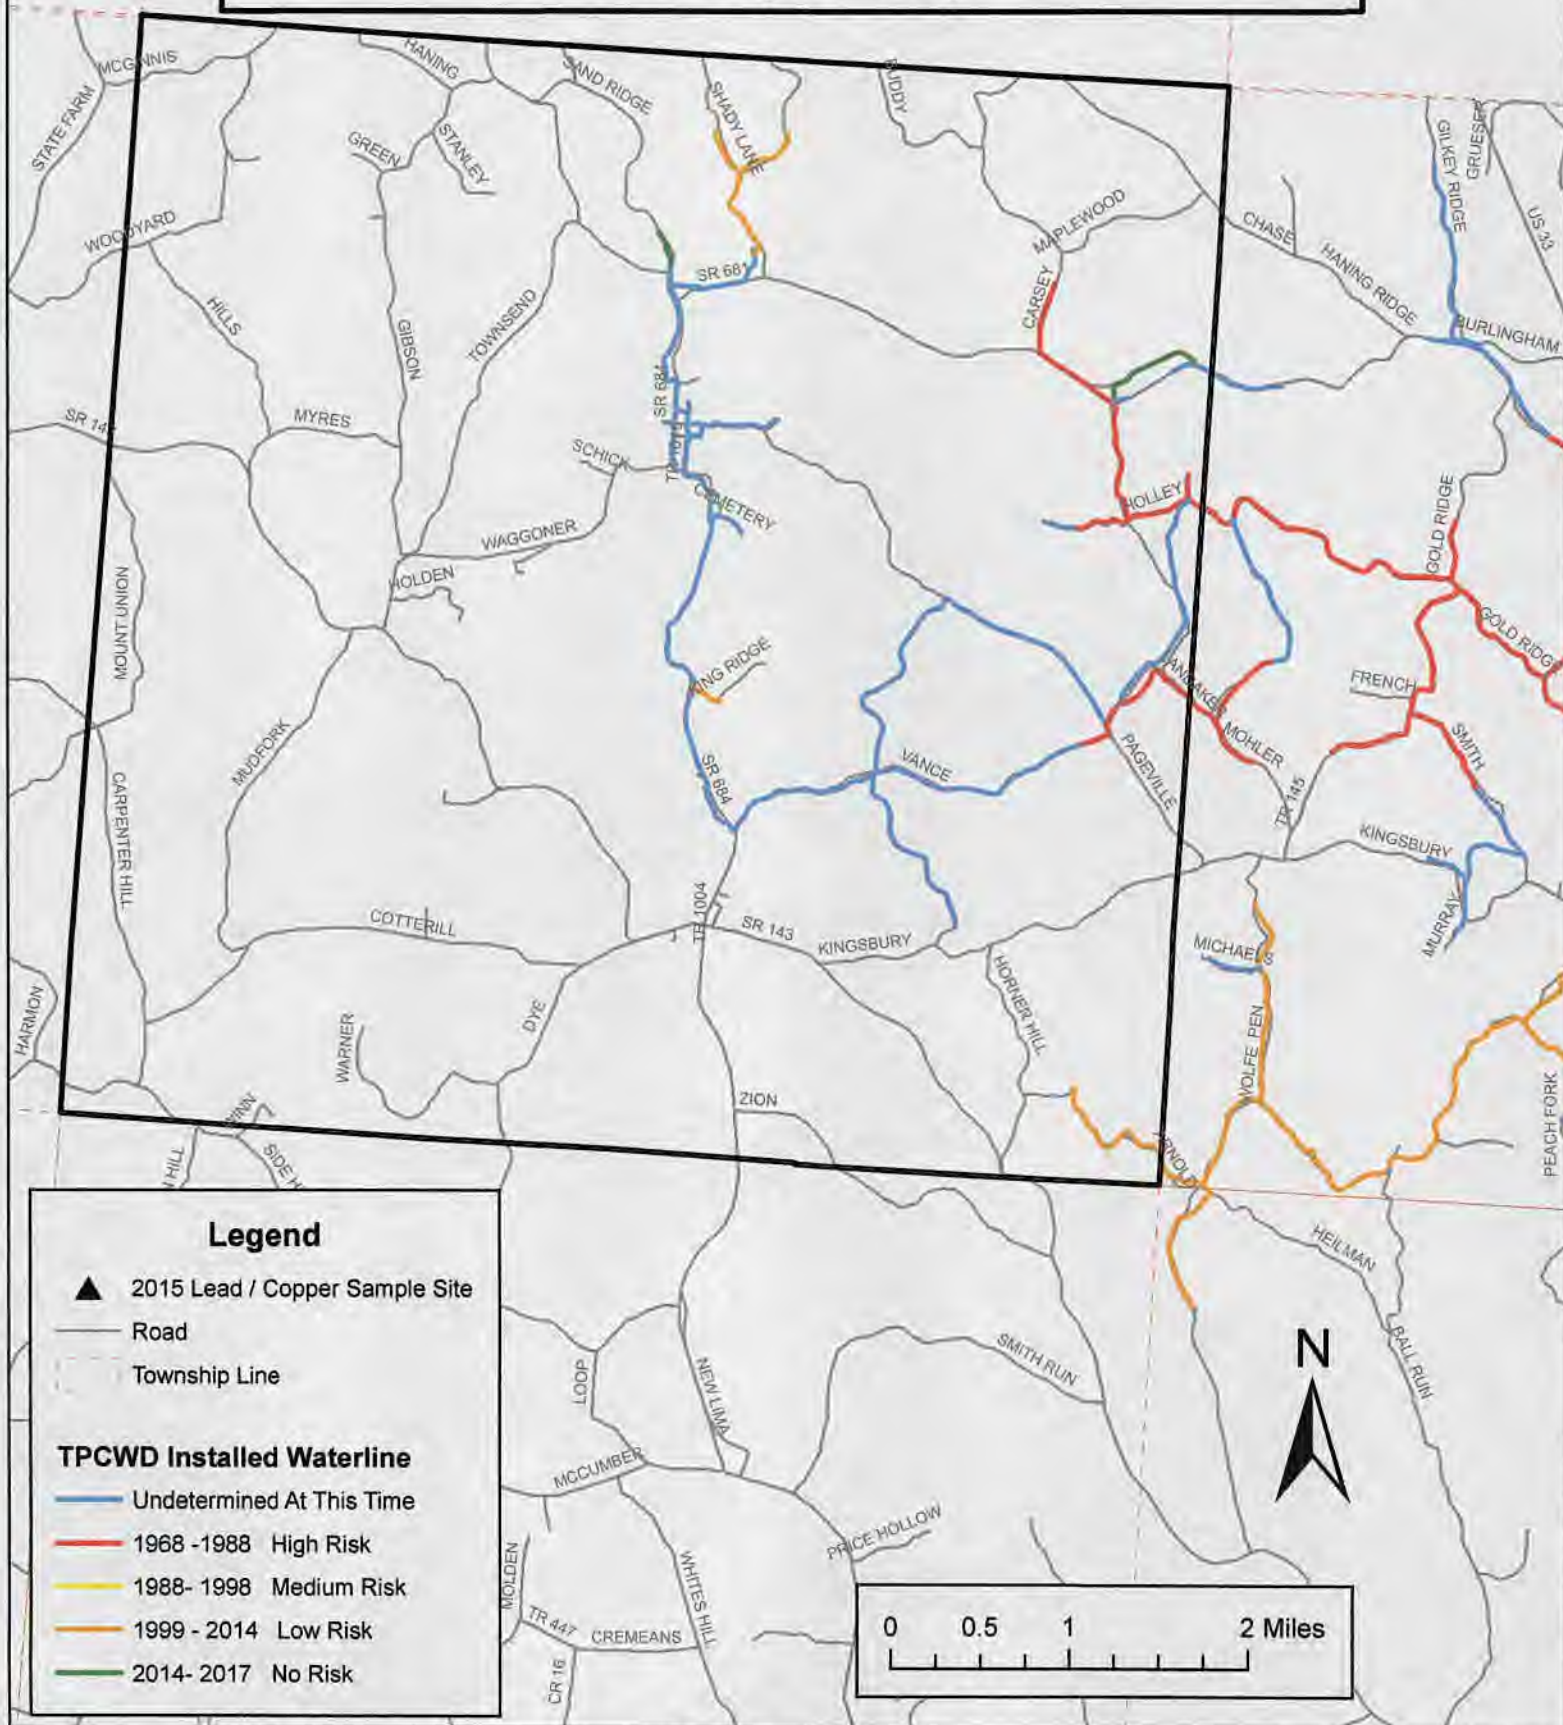 MCGINNIS
HANING
SAND RIDGE
SHADY LANE
STATE FARM
GREEN
STANLEY
GILKEY RIDGE
GRUESER
US 33
WOODYARD
MAPLEWOOD
CHASE
HANING RIDGE
SR 681
CARSEY
HILLS
GIBSON
TOWNSEND
BURLINGHAM
SR 684
SR 143
MYRES
SCHICK
CEMETERY
HOLLEY
GOLD RIDGE
WAGGONER
HOLDEN
MOUNT UNION
GOLD RIDGE
KING RIDGE
FRENCH
MUDFORK
VANCE
MOHLER
SMITH
SR 684
PAGEVILLE
CARPENTER HILL
TR 145
KINGSBURY
COTTERILL
TR 1004
SR 143
KINGSBURY
MICHAELS
MURRAY
HORNER HILL
HARMON
WARNER
DYE
WOLFE PEN
ZION
PEACH FORK
ARNOLD
HEILMAN
BALL RUN
SMITH RUN
LOOP
NEW LIMA
MCCUMBER
PRICE HOLLOW
MOLDEN
WHITES HILL
TR 447
CREMEANS
CR 16
Legend
2015 Lead / Copper Sample Site
Road
Township Line
TPCWD Installed Waterline
Undetermined At This Time
1968 -1988 High Risk
1988- 1998 Medium Risk
1999 - 2014 Low Risk
2014- 2017 No Risk
N
0 0.5 1 2 Miles